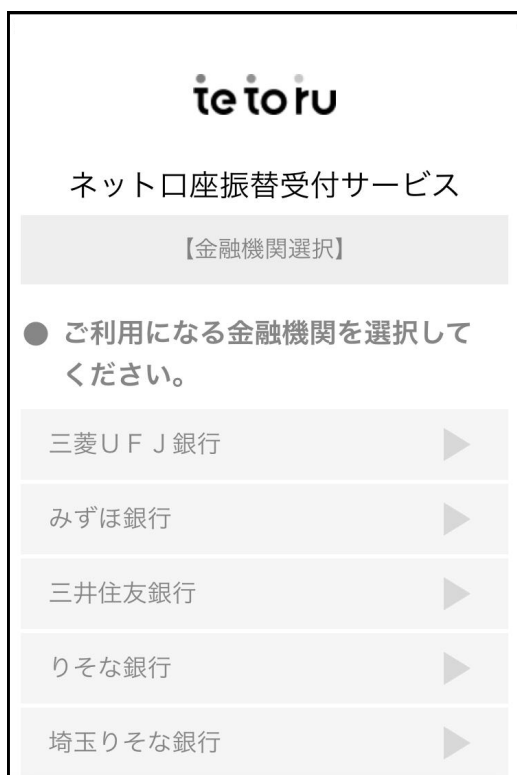 tetoru
ネット口座振替受付サービス
【金融機関選択】
● ご利用になる金融機関を選択して
ください。
三菱ＵＦＪ銀行
みずほ銀行
三井住友銀行
りそな銀行
埼玉りそな銀行